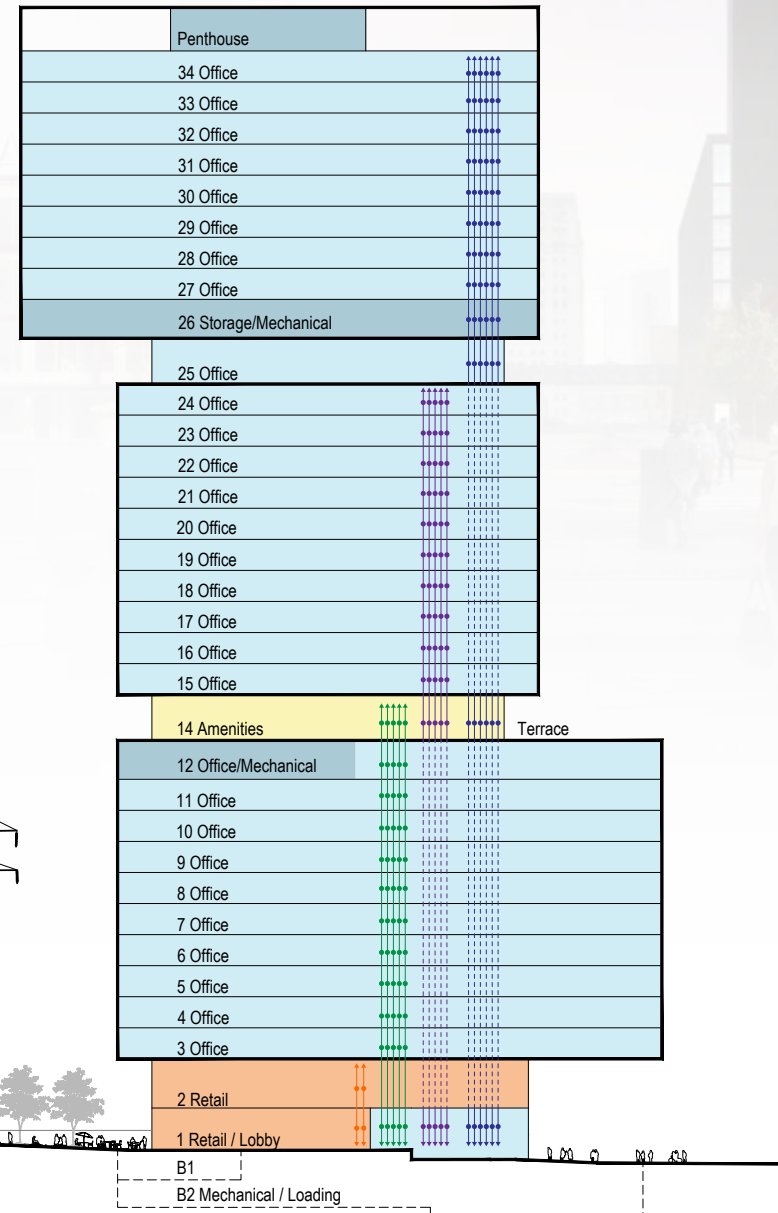 Penthouse
34 Office
33 Office
32 Office
31 Office
30 Office
29 Office
28 Office
27 Office
26 Storage/Mechanical
25 Office
24 Office
23 Office
22 Office
21 Office
20 Office
19 Office
18 Office
17 Office
16 Office
15 Office
14 Amenities
Terrace
12 Office/Mechanical
11 Office
10 Office
9 Office
8 Office
7 Office
6 Office
5 Office
4 Office
3 Office
2 Retail
1 Retail / Lobby
B1
B2 Mechanical / Loading